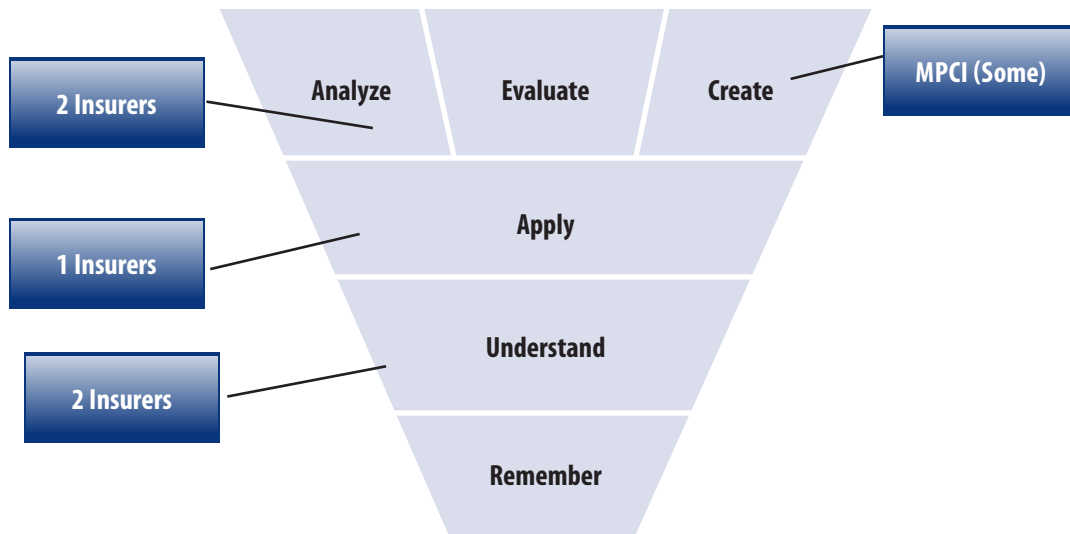 MPCI (Some)
2 Insurers
Analyze
Evaluate
Create
Apply
1 Insurers
Understand
2 Insurers
Remember